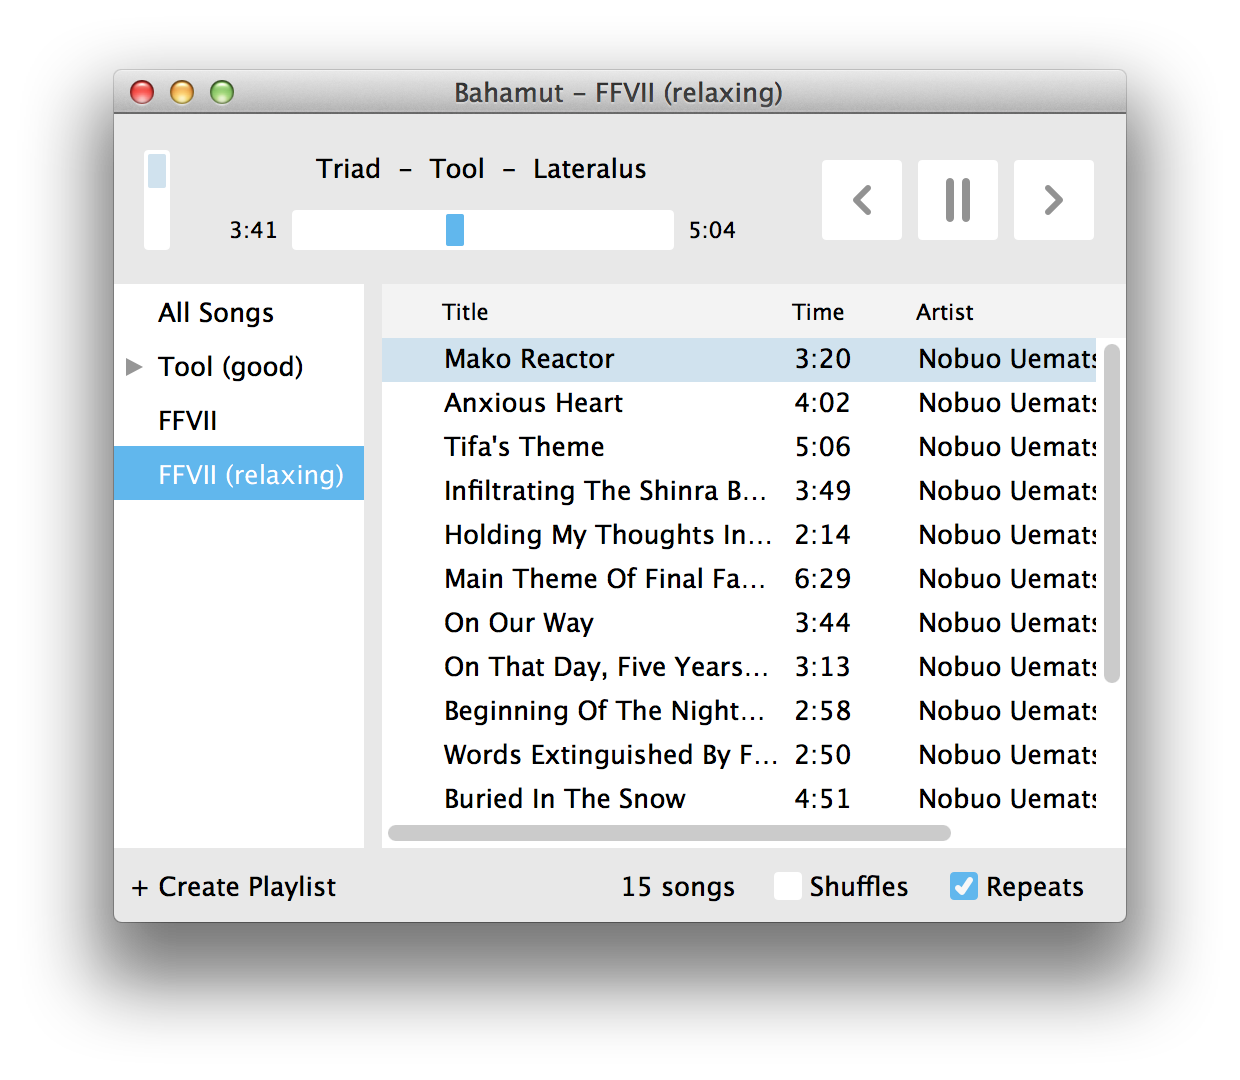 Bahamut – FFVII (relaxing)
Triad – Tool – Lateralus
3:41 5:04
All Songs
Tool (good)
FFVII
FFVII (relaxing)
Title Time Artist
Mako Reactor 3:20 Nobuo Uemats
Anxious Heart 4:02 Nobuo Uemats
Tifa's Theme 5:06 Nobuo Uemats
Infiltrating The Shinra B... 3:49 Nobuo Uemats
Holding My Thoughts In... 2:14 Nobuo Uemats
Main Theme Of Final Fa... 6:29 Nobuo Uemats
On Our Way 3:44 Nobuo Uemats
On That Day, Five Years... 3:13 Nobuo Uemats
Beginning Of The Night... 2:58 Nobuo Uemats
Words Extinguished By F... 2:50 Nobuo Uemats
Buried In The Snow 4:51 Nobuo Uemats
+ Create Playlist 15 songs Shuffles Repeats